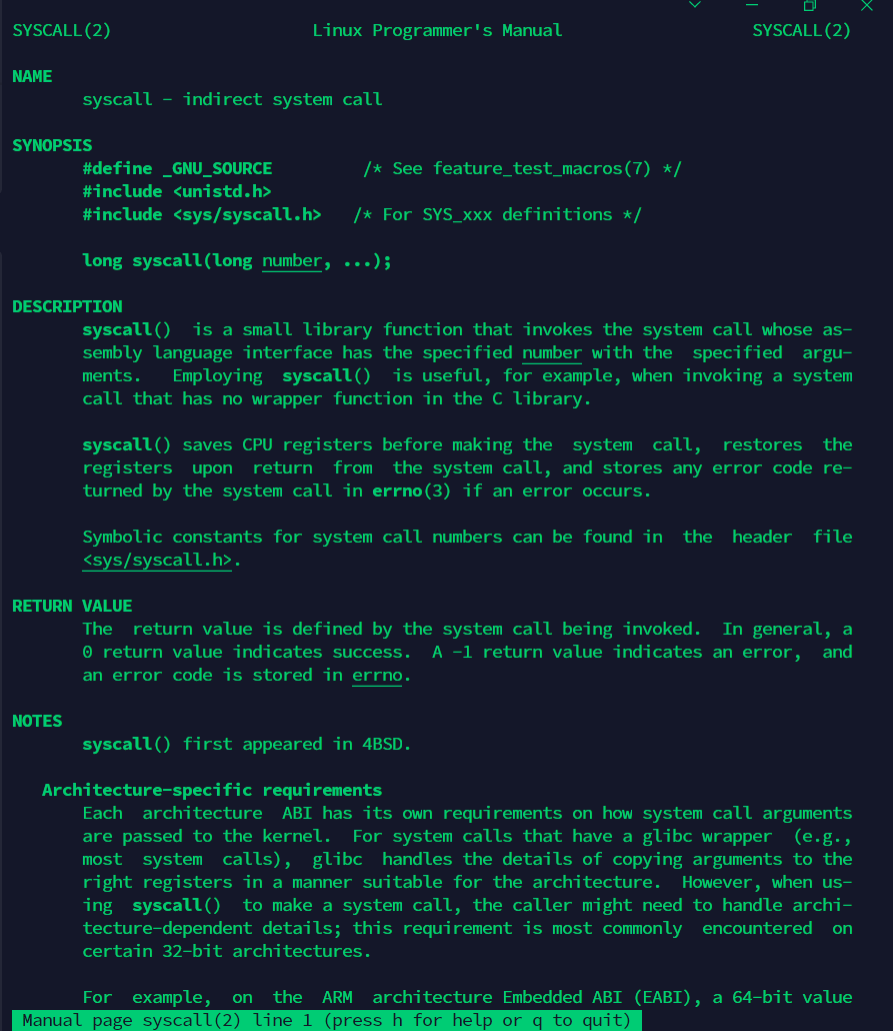 SYSCALL(2) Linux Programmer's Manual SYSCALL(2)
NAME
syscall - indirect system call
SYNOPSIS
#define _GNU_SOURCE /* See feature_test_macros(7) */
#include <unistd.h>
#include <sys/syscall.h> /* For SYS_xxx definitions */
long syscall(long number, ...);
DESCRIPTION
syscall() is a small library function that invokes the system call whose as-
sembly language interface has the specified number with the specified argu-
ments. Employing syscall() is useful, for example, when invoking a system
call that has no wrapper function in the C library.
syscall() saves CPU registers before making the system call, restores the
registers upon return from the system call, and stores any error code re-
turned by the system call in errno(3) if an error occurs.
Symbolic constants for system call numbers can be found in the header file
<sys/syscall.h>.
RETURN VALUE
The return value is defined by the system call being invoked. In general, a
0 return value indicates success. A -1 return value indicates an error, and
an error code is stored in errno.
NOTES
syscall() first appeared in 4BSD.
Architecture-specific requirements
Each architecture ABI has its own requirements on how system call arguments
are passed to the kernel. For system calls that have a glibc wrapper (e.g.,
most system calls), glibc handles the details of copying arguments to the
right registers in a manner suitable for the architecture. However, when us-
ing syscall() to make a system call, the caller might need to handle archi-
tecture-dependent details; this requirement is most commonly encountered on
certain 32-bit architectures.
For example, on the ARM architecture Embedded ABI (EABI), a 64-bit value
Manual page syscall(2) line 1 (press h for help or q to quit)